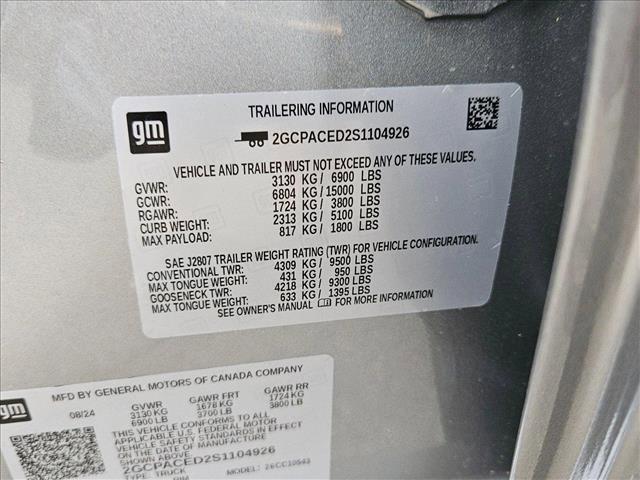 gm
TRAILERING INFORMATION
2GCPACED2S1104926
VEHICLE AND TRAILER MUST NOT EXCEED ANY OF THESE VALUES.
GVWR: 3130 KG/ 6900 LBS
GCWR: 6804 KG/ 15000 LBS
RGAWR: 1724 KG/ 3800 LBS
CURB WEIGHT: 2313 KG/ 5100 LBS
MAX PAYLOAD: 817 KG/ 1800 LBS
SAE J2807 TRAILER WEIGHT RATING (TWR) FOR VEHICLE CONFIGURATION.
CONVENTIONAL TWR: 4309 KG/ 9500 LBS
MAX TONGUE WEIGHT: 431 KG/ 950 LBS
GOOSENECK TWR: 4218 KG/ 9300 LBS
MAX TONGUE WEIGHT: 633 KG/ 1395 LBS
SEE OWNER'S MANUAL FOR MORE INFORMATION
gm
MFD BY GENERAL MOTORS OF CANADA COMPANY
08/24 GVWR GAWR FRT GAWR RR
3130 KG 1678 KG 1724 KG
6900 LB 3700 LB 3800 LB
THIS VEHICLE CONFORMS TO ALL
APPLICABLE U.S. FEDERAL MOTOR
VEHICLE SAFETY STANDARDS IN EFFECT
ON THE DATE OF MANUFACTURE
2GCPACED2S1104926
TYPE: TRUCK MODEL:
RIM